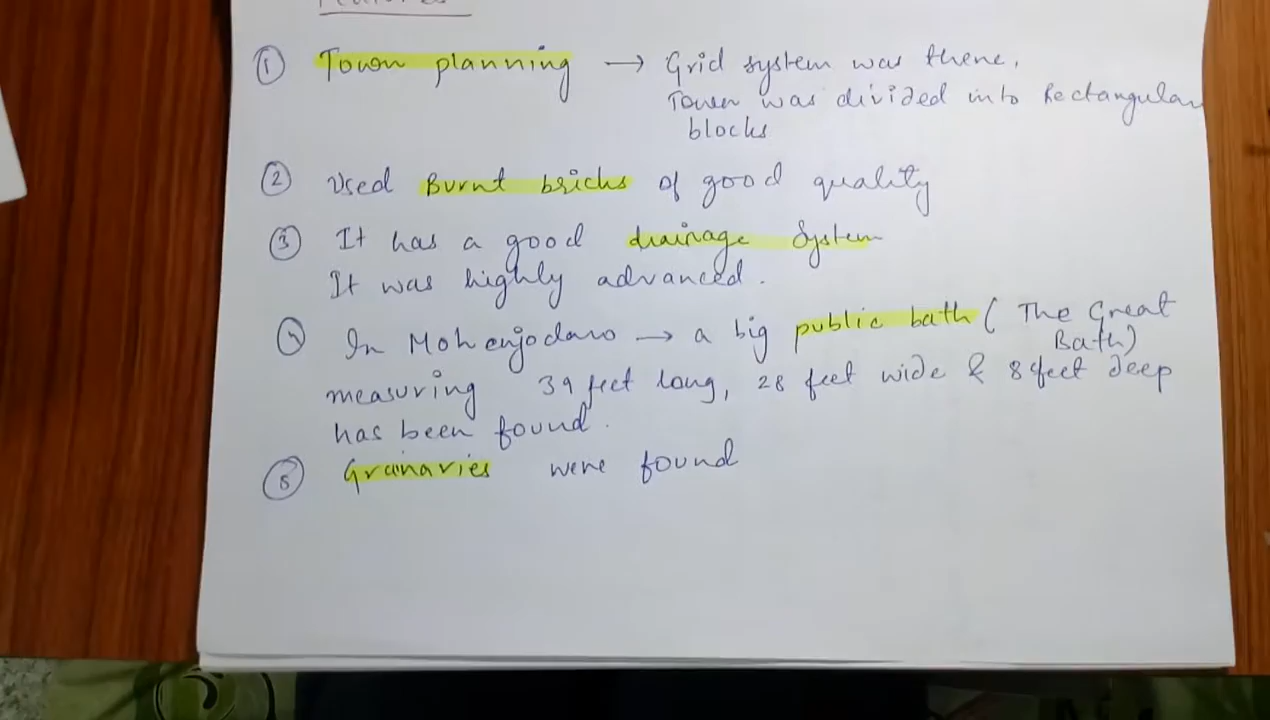 ① Town planning → Grid system was there.
Town was divided into Rectangular
blocks
② Used Burnt bricks of good quality
③ It has a good drainage System
It was highly advanced.
④ In Mohenjodaro → a big public bath ( The Great
Bath)
measuring 39 feet long, 28 feet wide & 8 feet deep
has been found.
⑤ Granaries were found